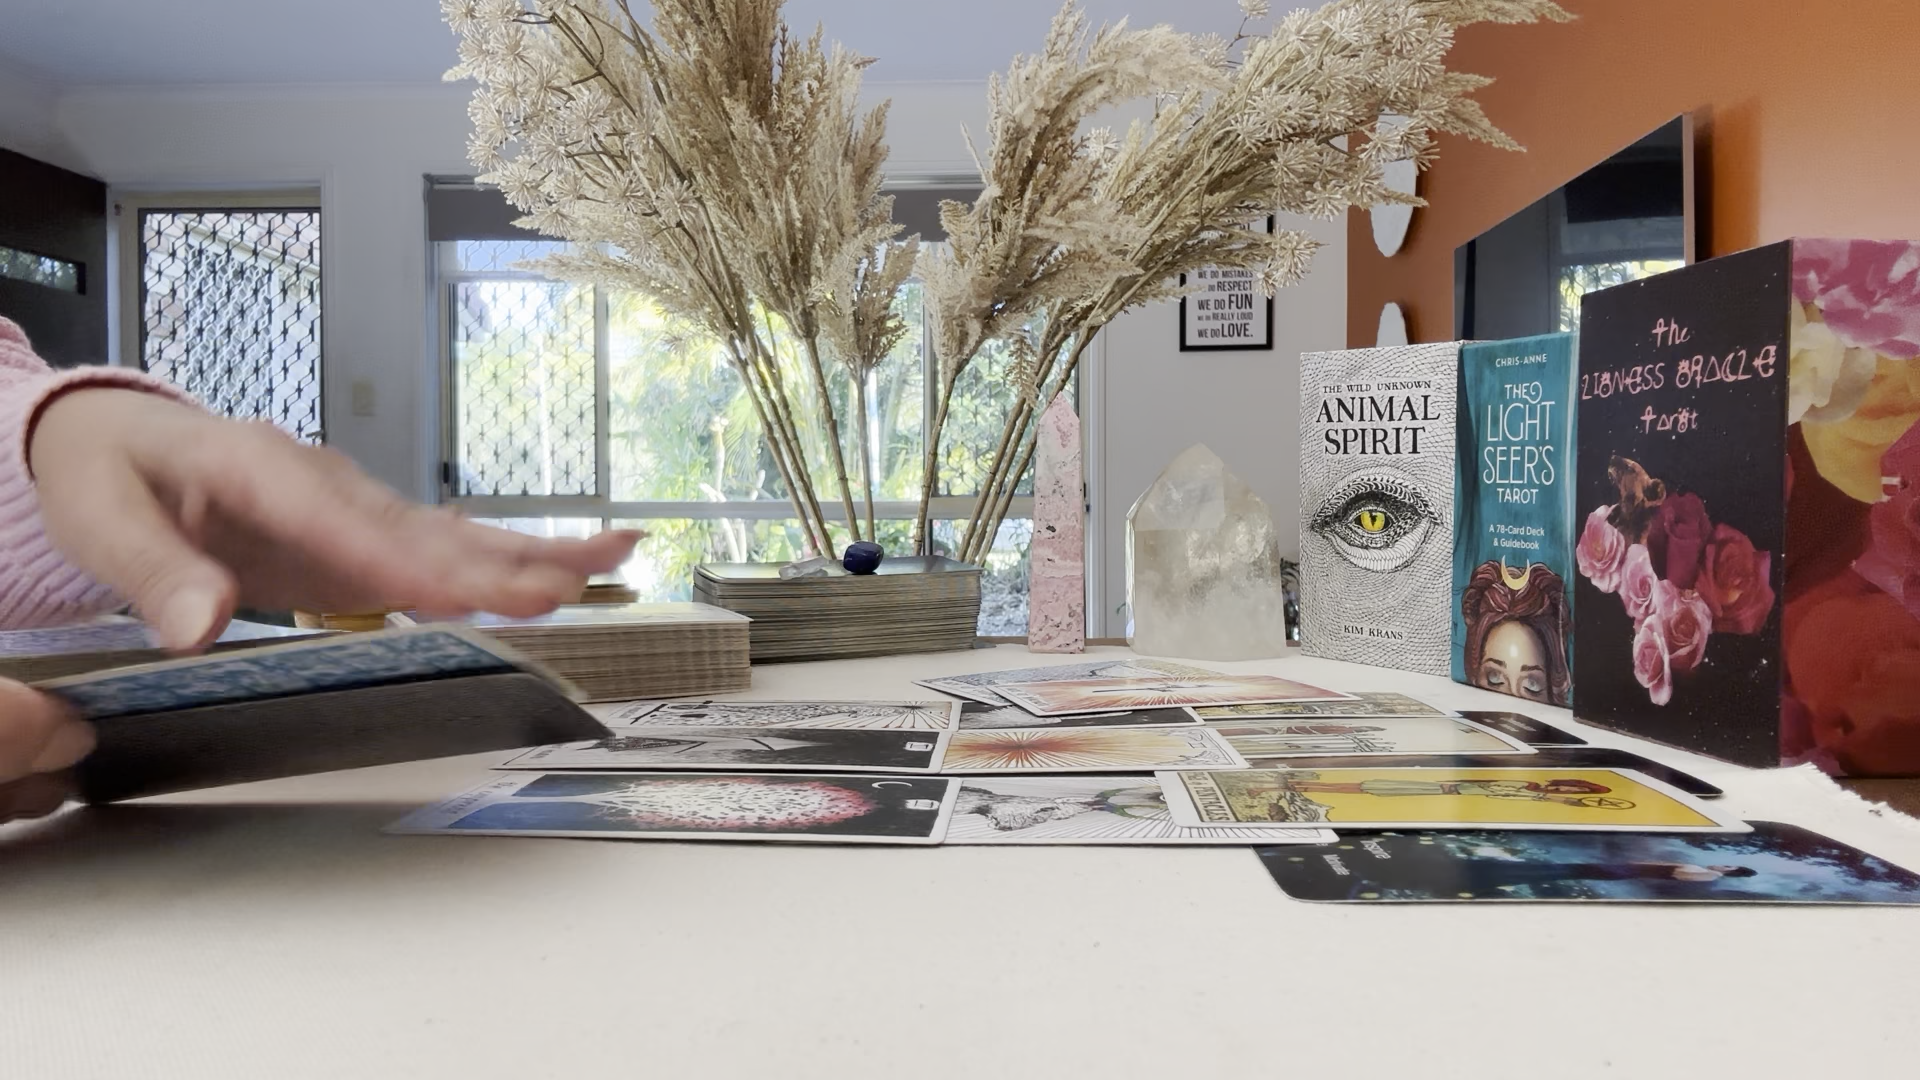 WE DO MISTAKES
RESPECT
WE DO FUN
WE DO REALLY LOUD
WE DO LOVE.
THE WILD UNKNOWN
ANIMAL
SPIRIT
KIM KRANS
CHRIS-ANNE
THE
LIGHT
SEER'S
TAROT
A 78-Card Deck
& Guidebook
The
LIONESS ORACLE
Tarot
Inspire